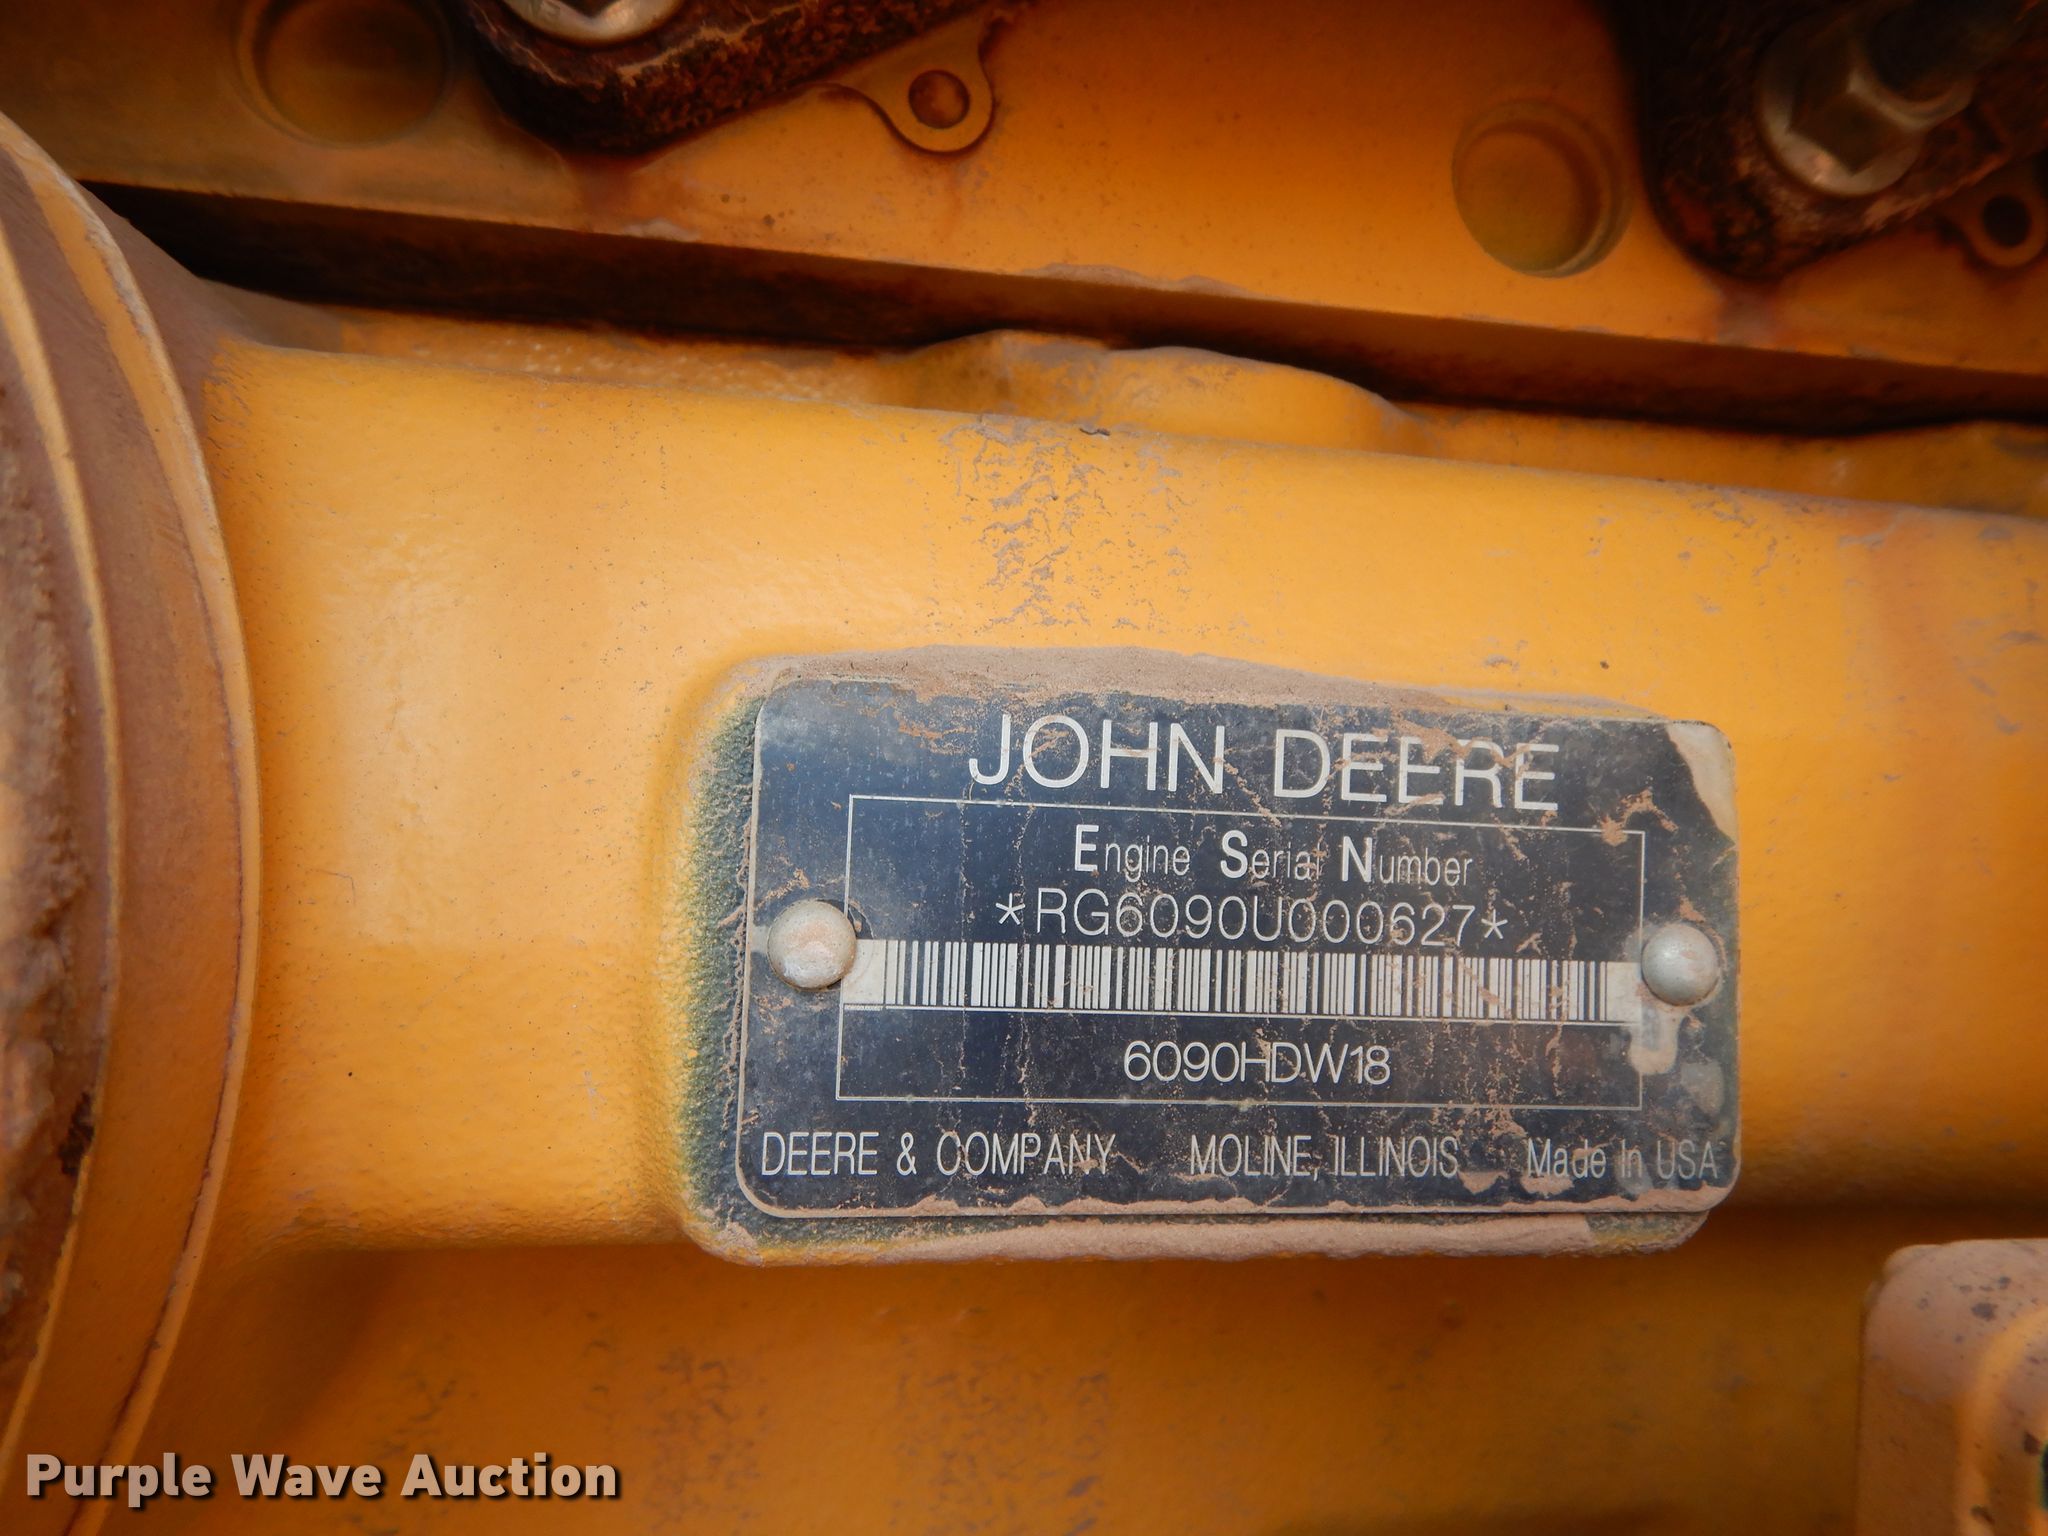 JOHN DEERE
Engine Serial Number
*RG6090U000627*
6090HDW18
DEERE & COMPANY MOLINE, ILLINOIS Made In USA
Purple Wave Auction